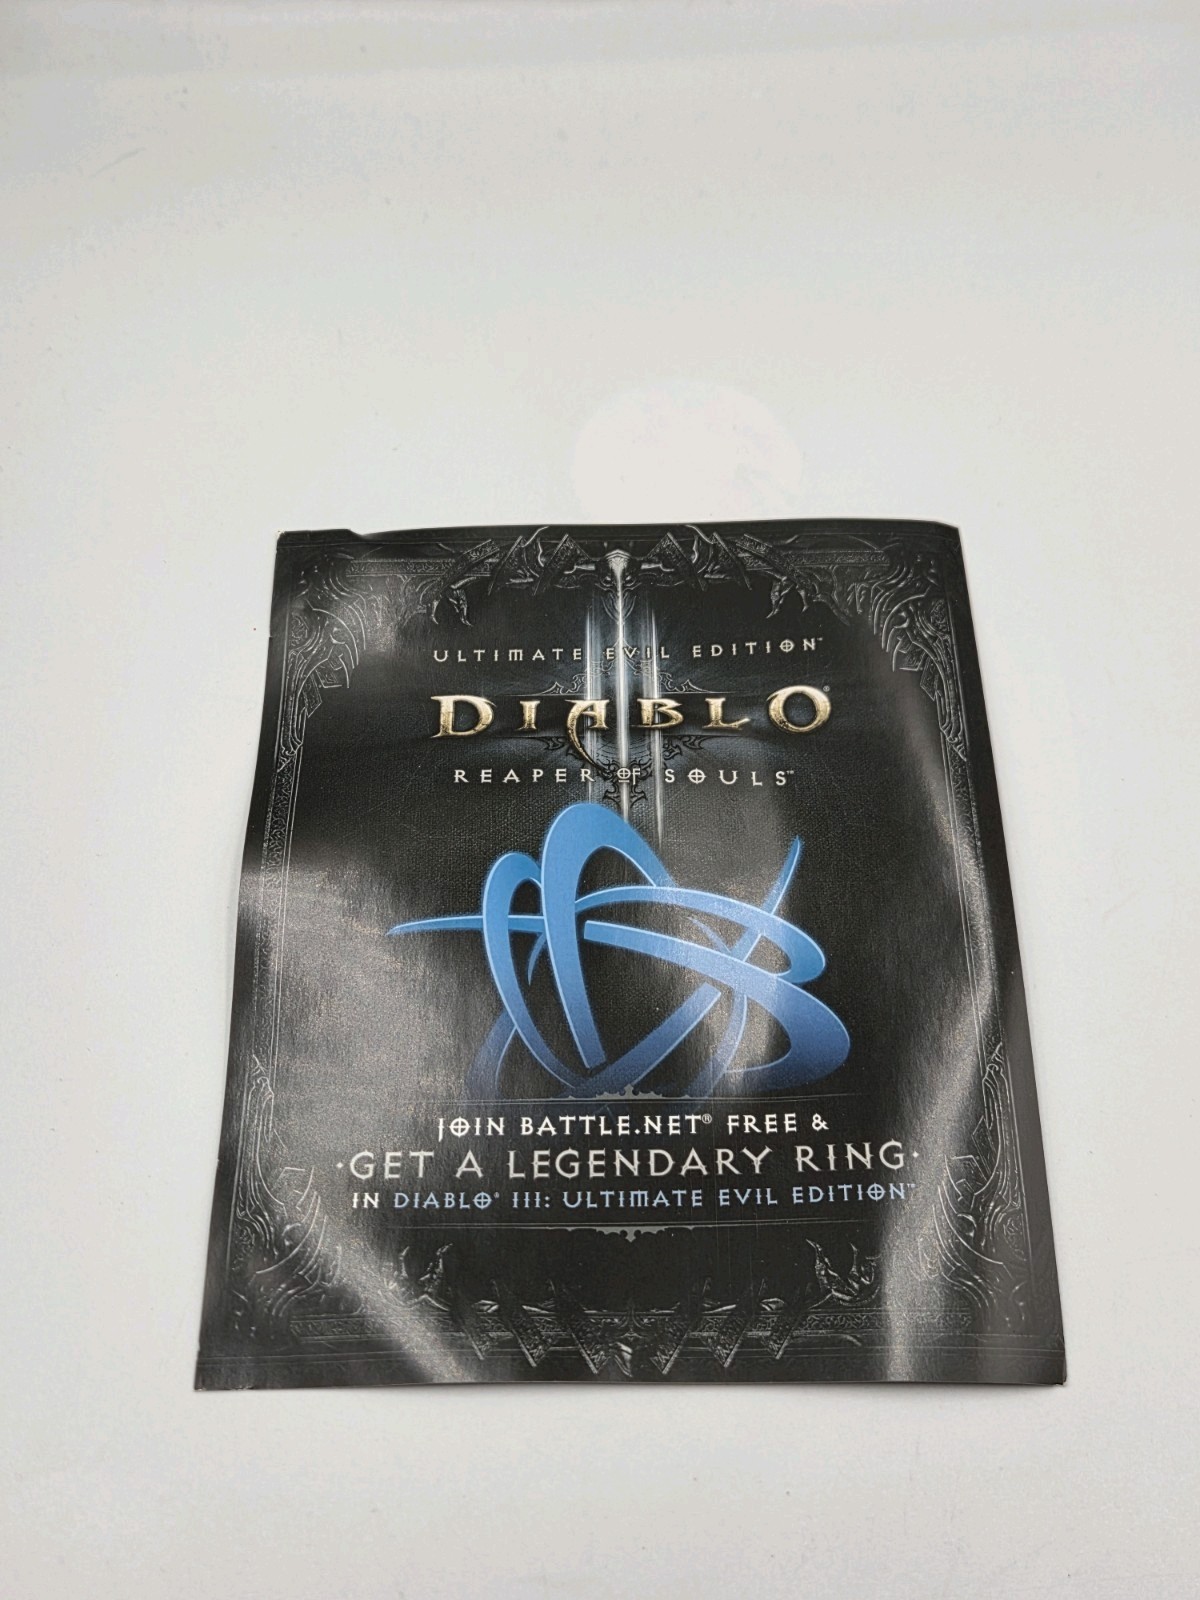 ULTIMATE EVIL EDITION™
DIABLO®
REAPER OF SOULS™
JOIN BATTLE.NET® FREE &
·GET A LEGENDARY RING·
IN DIABLO® III: ULTIMATE EVIL EDITION™